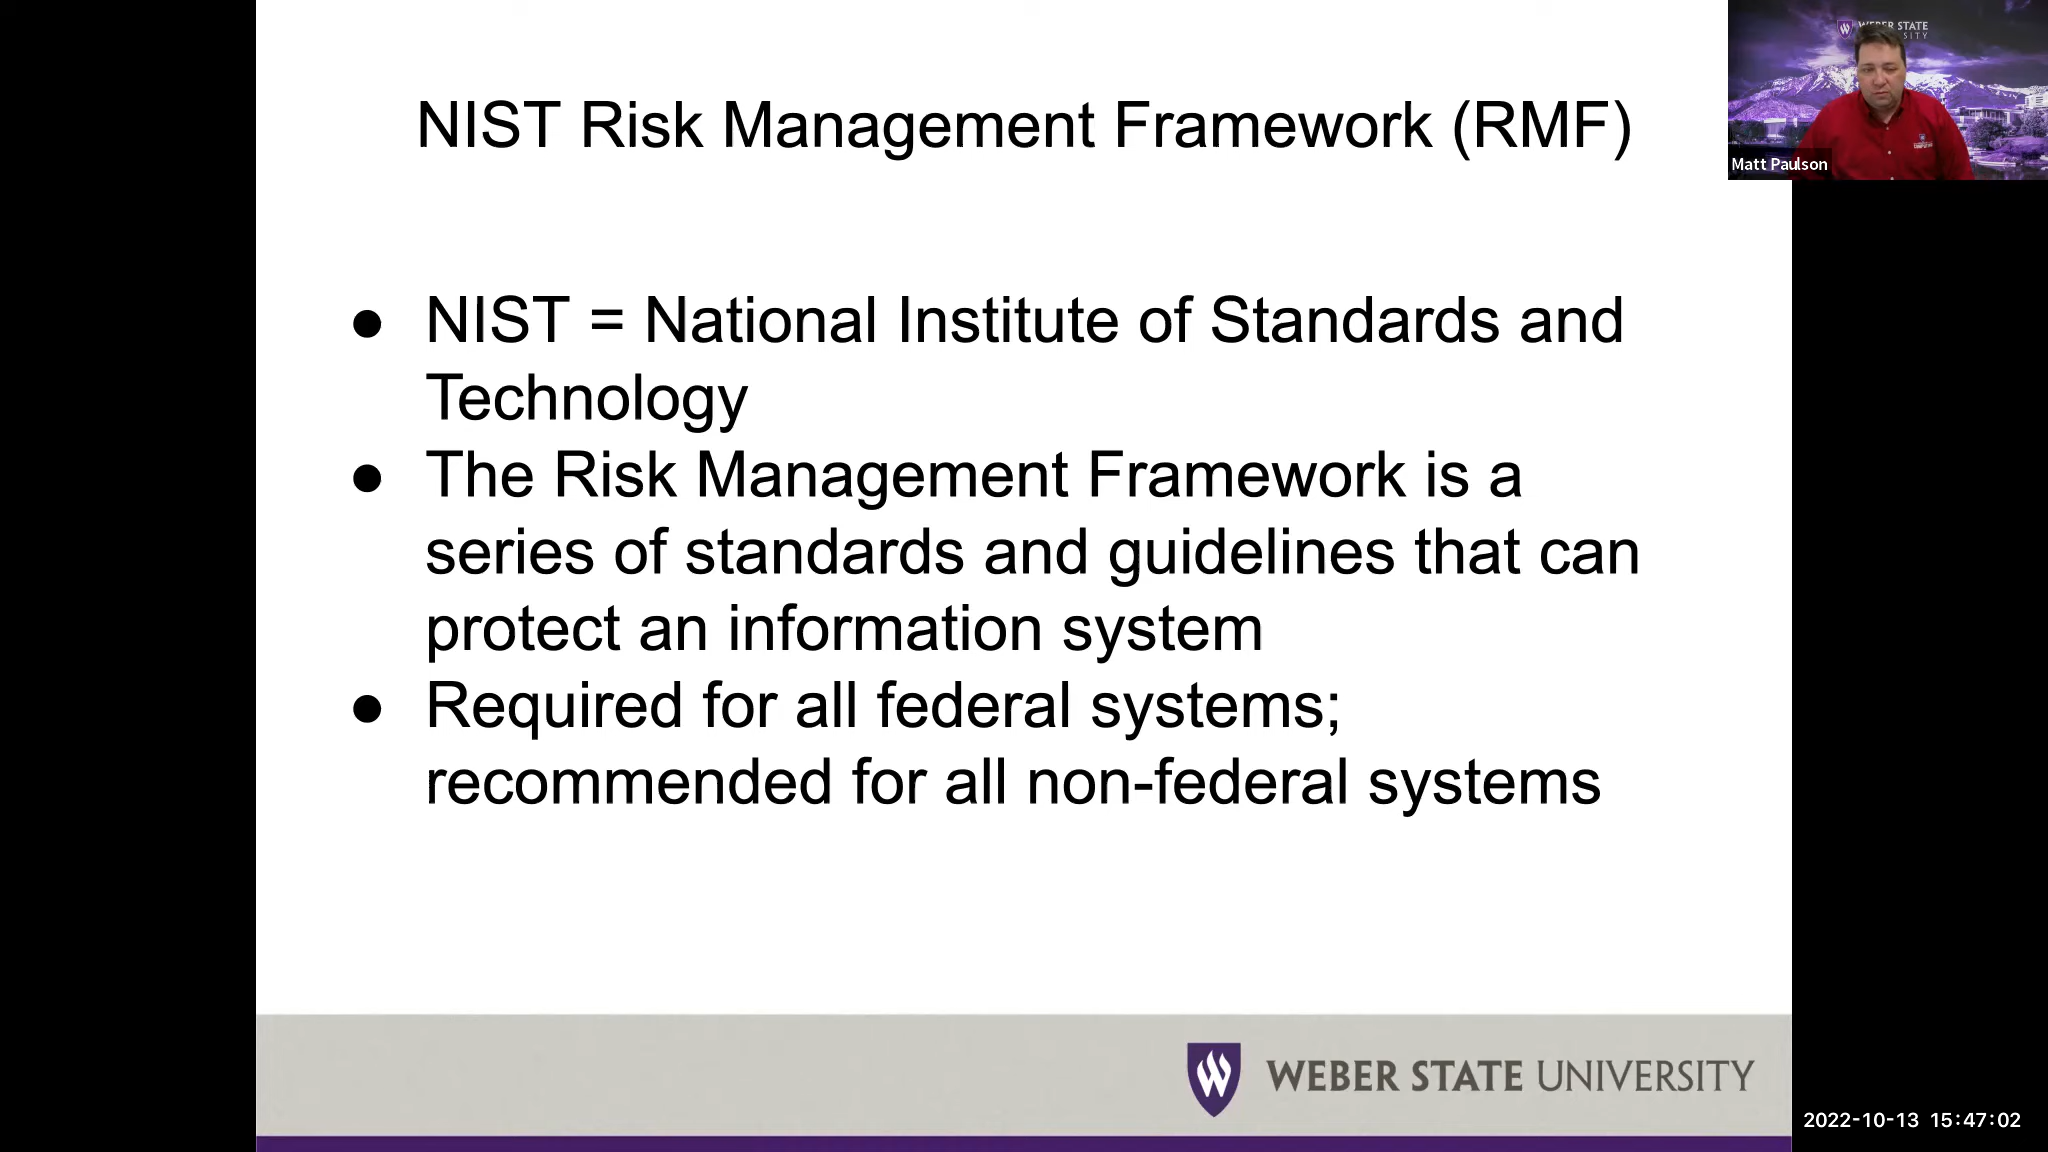 NIST Risk Management Framework (RMF)
WEBER STATE
Matt Paulson
● NIST = National Institute of Standards and
Technology
● The Risk Management Framework is a
series of standards and guidelines that can
protect an information system
● Required for all federal systems;
recommended for all non-federal systems
WEBER STATE UNIVERSITY
2022-10-13 15:47:02